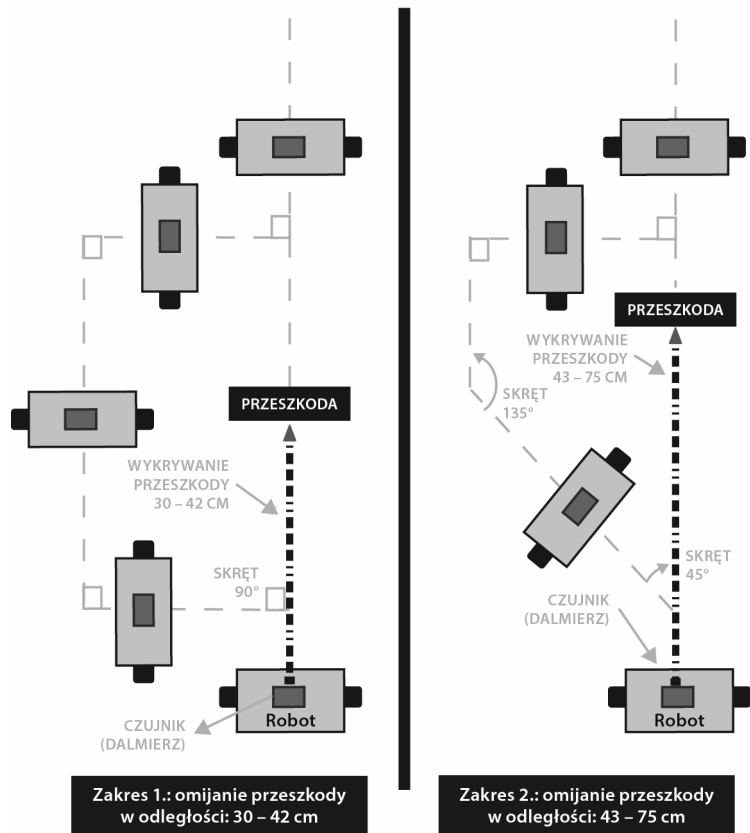 PRZESZKODA
WYKRYWANIE
PRZESZKODY
30 – 42 CM
SKRĘT
90°
Robot
CZUJNIK
(DALMIERZ)
Zakres 1.: omijanie przeszkody
w odległości: 30 – 42 cm
PRZESZKODA
WYKRYWANIE
PRZESZKODY
43 – 75 CM
SKRĘT
135°
SKRĘT
45°
CZUJNIK
(DALMIERZ)
Robot
Zakres 2.: omijanie przeszkody
w odległości: 43 – 75 cm